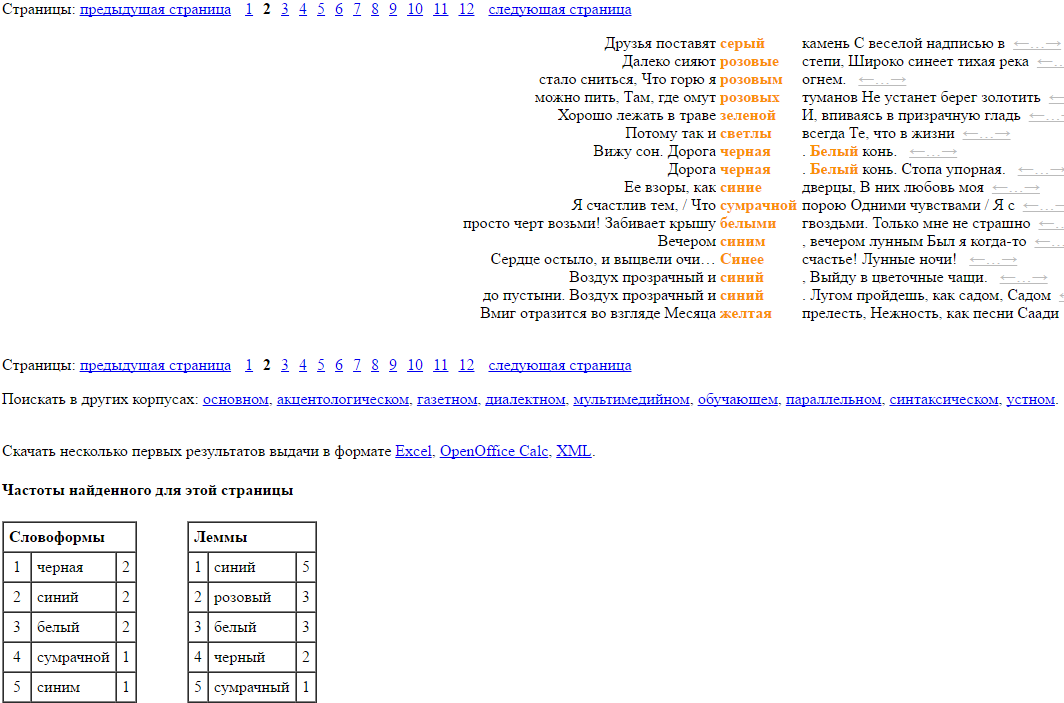 Страницы: предыдущая страница 1 2 3 4 5 6 7 8 9 10 11 12 следующая страница
Друзья поставят серый камень С веселой надписью в ←…→
Далеко сияют розовые степи, Широко синеет тихая река ←…
стало сниться, Что горю я розовым огнем. ←…→
можно пить, Там, где омут розовых туманов Не устанет берег золотить ←
Хорошо лежать в траве зеленой И, впиваясь в призрачную гладь ←…
Потому так и светлы всегда Те, что в жизни ←…→
Вижу сон. Дорога черная . Белый конь. ←…→
Дорога черная . Белый конь. Стопа упорная. ←…→
Ее взоры, как синие дверцы, В них любовь моя ←…→
Я счастлив тем, / Что сумрачной порою Одними чувствами / Я с ←…
просто черт возьми! Забивает крышу белыми гвоздьми. Только мне не страшно ←…
Вечером синим , вечером лунным Был я когда-то ←…
Сердце остыло, и выцвели очи… Синее счастье! Лунные ночи! ←…→
Воздух прозрачный и синий , Выйду в цветочные чащи. ←…→
до пустыни. Воздух прозрачный и синий . Лугом пройдешь, как садом, Садом ←
Вмиг отразится во взгляде Месяца желтая прелесть, Нежность, как песни Саади
Страницы: предыдущая страница 1 2 3 4 5 6 7 8 9 10 11 12 следующая страница
Поискать в других корпусах: основном, акцентологическом, газетном, диалектном, мультимедийном, обучающем, параллельном, синтаксическом, устном.
Скачать несколько первых результатов выдачи в формате Excel, OpenOffice Calc, XML.
Частоты найденного для этой страницы
Словоформы Леммы
1 черная 2 1 синий 5
2 синий 2 2 розовый 3
3 белый 2 3 белый 3
4 сумрачной 1 4 черный 2
5 синим 1 5 сумрачный 1